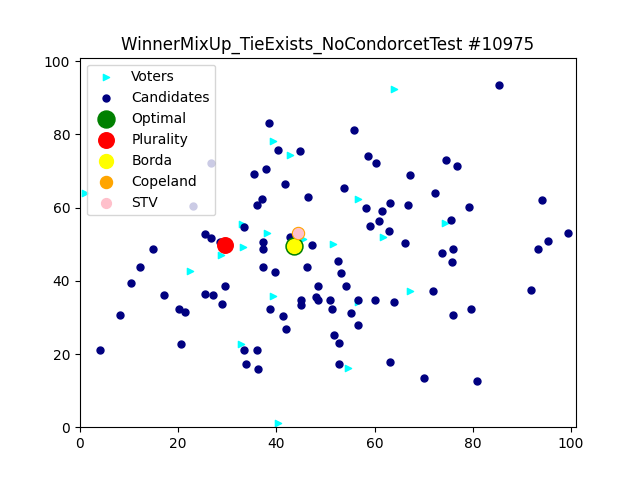 WinnerMixUp_TieExists_NoCondorcetTest #10975
100
80
60
40
20
0
Voters
Candidates
Optimal
Plurality
Borda
Copeland
STV
0 20 40 60 80 100